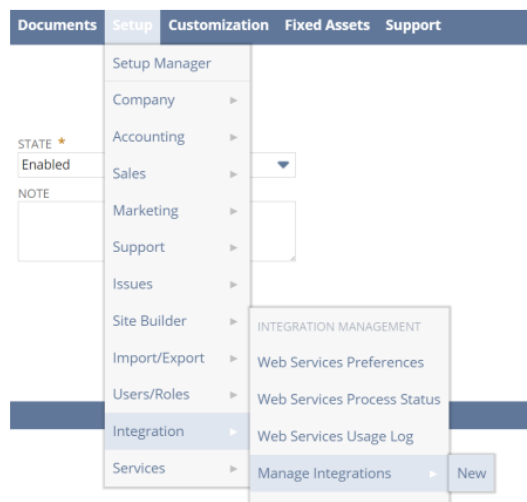 Documents Setup Customization Fixed Assets Support
Setup Manager
Company
Accounting
STATE *
Enabled
Sales
NOTE
Marketing
Support
Issues
Site Builder
INTEGRATION MANAGEMENT
Import/Export
Web Services Preferences
Users/Roles
Web Services Process Status
Integration
Web Services Usage Log
Services
Manage Integrations
New